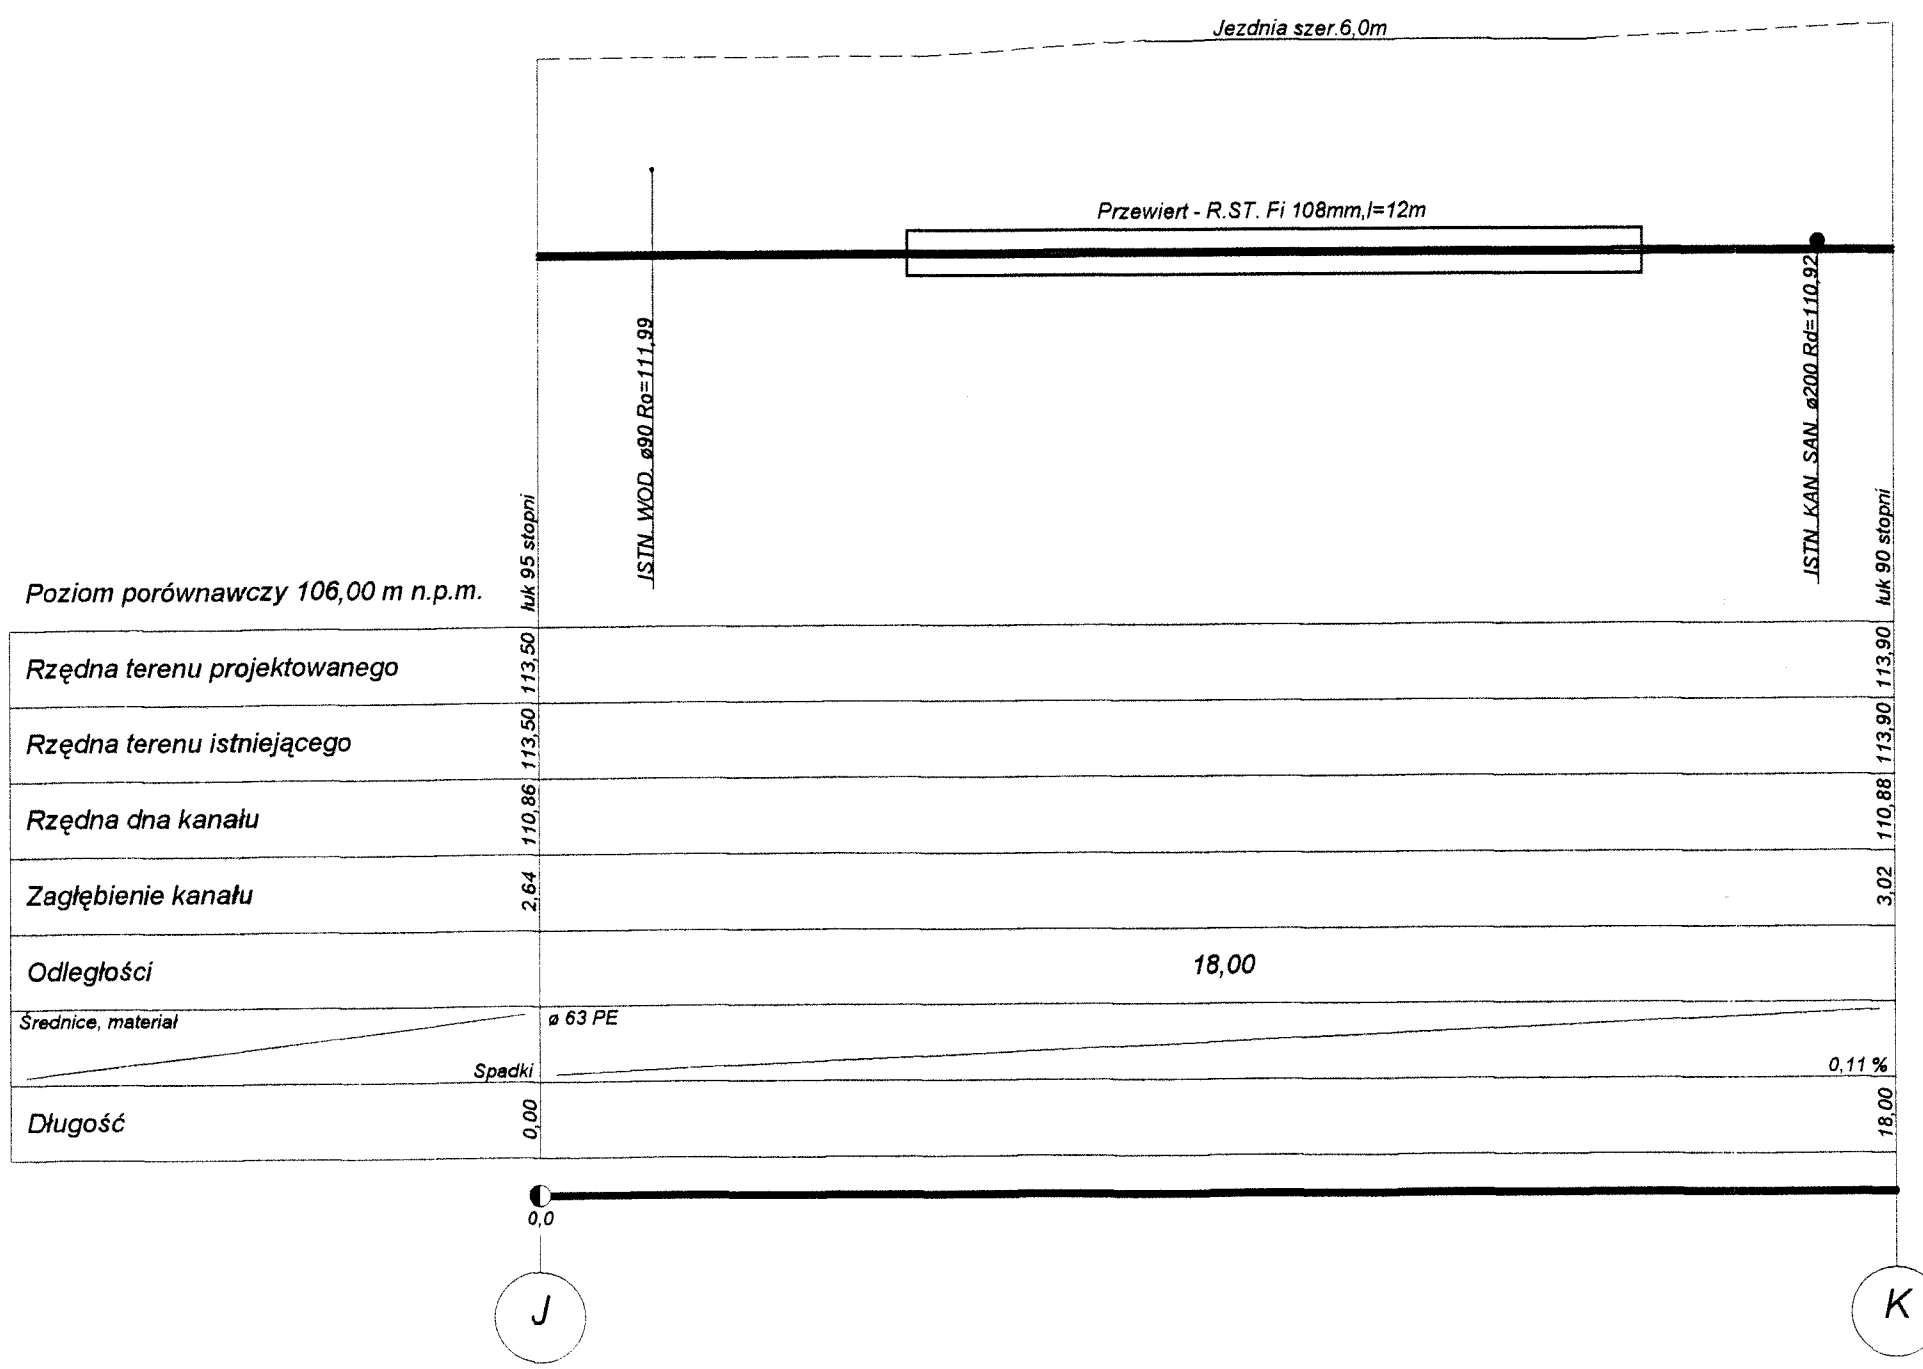 Jezdnia szer.6,0m
Przewiert - R.ST. Fi 108mm,l=12m
ISTN. WOD. ø90 Ro=111,99
ISTN. KAN. SAN. ø200 Rd=110,92
łuk 95 stopni
łuk 90 stopni
Poziom porównawczy 106,00 m n.p.m.
Rzędna terenu projektowanego 113,50 113,90
Rzędna terenu istniejącego 113,50 113,90
Rzędna dna kanału 110,86 110,88
Zagłębienie kanału 2,64 3,02
Odległości 18,00
Średnice, materiał ø 63 PE
Spadki 0,11 %
Długość 0,00 18,00
0,0
J K